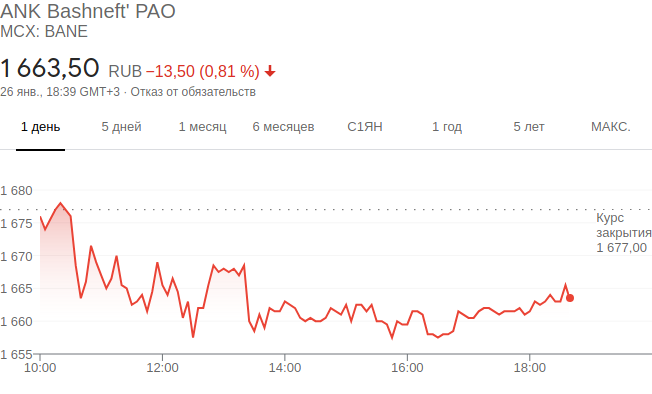 ANK Bashneft' PAO
MCX: BANE
1 663,50 RUB −13,50 (0,81 %) ↓
26 янв., 18:39 GMT+3 · Отказ от обязательств
1 день 5 дней 1 месяц 6 месяцев С1ЯН 1 год 5 лет МАКС.
1 680
1 675
1 670
1 665
1 660
1 655
Курс
закрытия
1 677,00
10:00 12:00 14:00 16:00 18:00